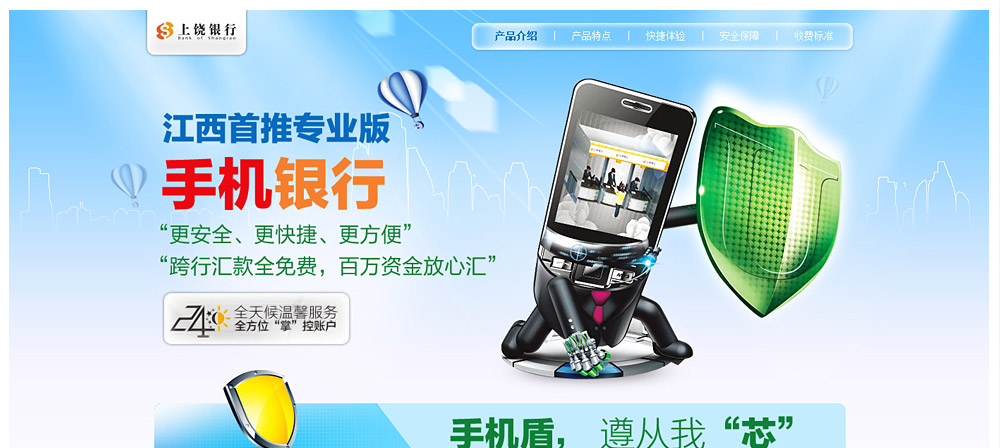 上饶银行
Bank of Shangrao
产品介绍 | 产品特点 | 快捷体验 | 安全保障 | 收费标准
江西首推专业版
手机银行
“更安全、更快捷、更方便”
“跨行汇款全免费，百万资金放心汇”
24 全天候温馨服务
全方位“掌”控账户
手机盾， 遵从我“芯”